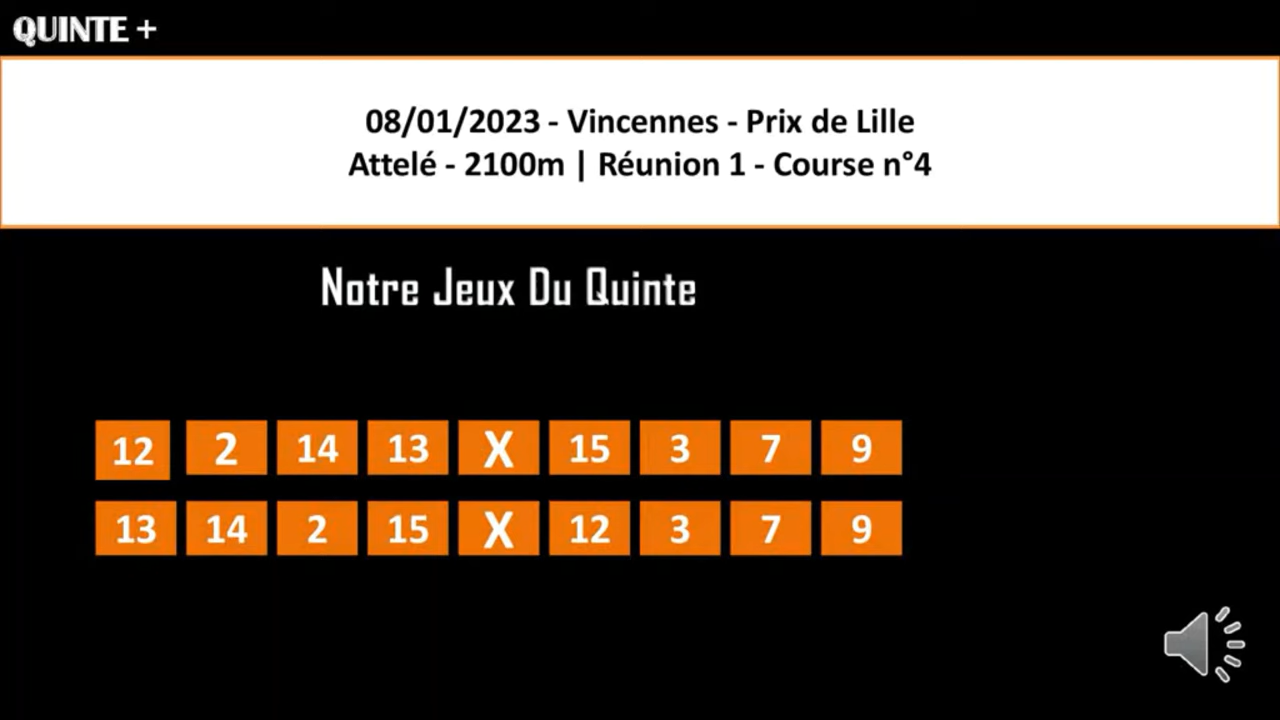 QUINTE +
08/01/2023 - Vincennes - Prix de Lille
Attelé - 2100m | Réunion 1 - Course n°4
Notre Jeux Du Quinte
12 2 14 13 X 15 3 7 9
13 14 2 15 X 12 3 7 9